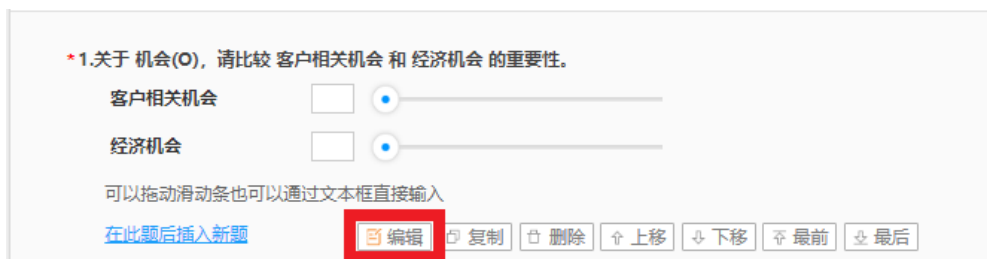 *1.关于 机会(O)，请比较 客户相关机会 和 经济机会 的重要性。
客户相关机会
经济机会
可以拖动滑动条也可以通过文本框直接输入
在此题后插入新题 编辑 复制 删除 上移 下移 最前 最后